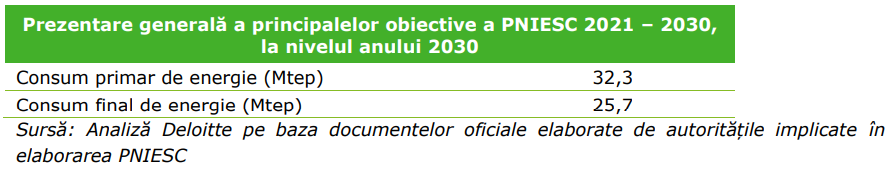 Prezentare generală a principalelor obiective a PNIESC 2021 – 2030,
la nivelul anului 2030
Consum primar de energie (Mtep) 32,3
Consum final de energie (Mtep) 25,7
Sursă: Analiză Deloitte pe baza documentelor oficiale elaborate de autoritățile implicate în
elaborarea PNIESC